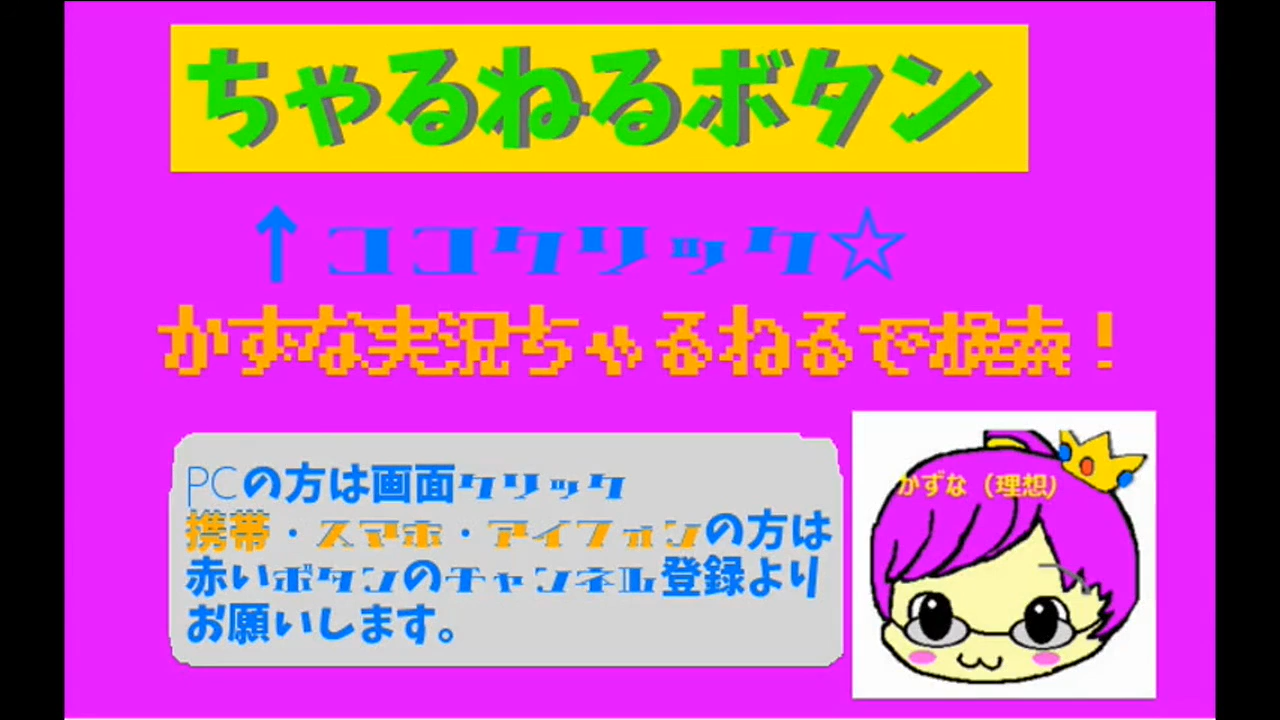 ちゃるねるボタン
↑ココクリック☆
かずな実況ちゃるねるで検索！
PCの方は画面クリック
携帯・スマホ・アイフォンの方は
赤いボタンのチャンネル登録より
お願いします。
かずな（理想）